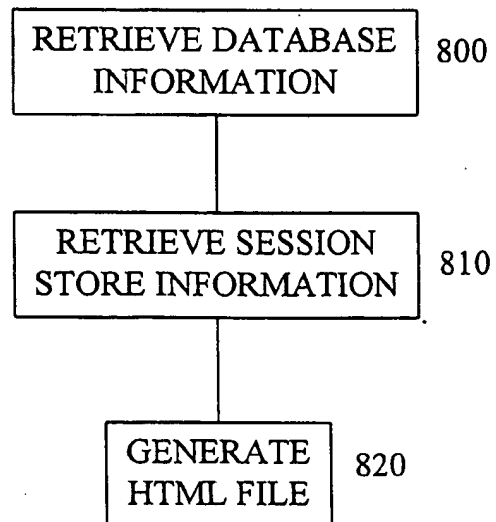 RETRIEVE DATABASE
INFORMATION
800
RETRIEVE SESSION
STORE INFORMATION
810
GENERATE
HTML FILE
820